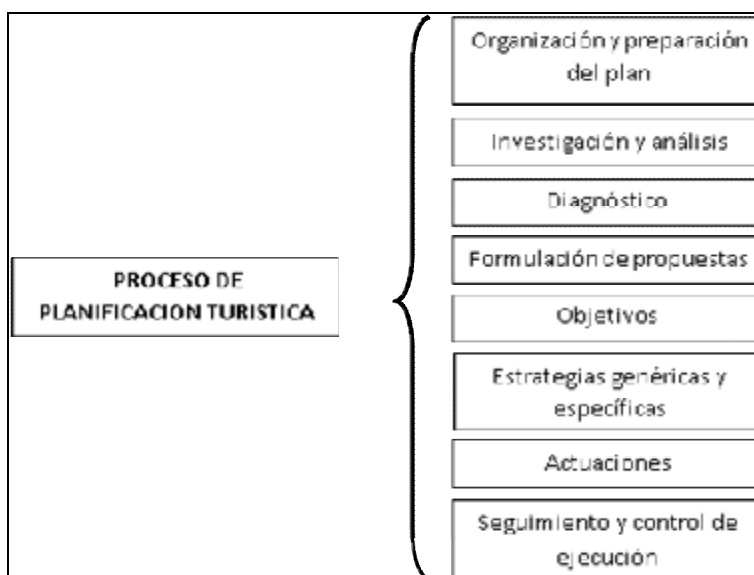 Organización y preparación
del plan
Investigación y análisis
Diagnóstico
Formulación de propuestas
PROCESO DE
PLANIFICACION TURISTICA
Objetivos
Estrategias genéricas y
específicas
Actuaciones
Seguimiento y control de
ejecución